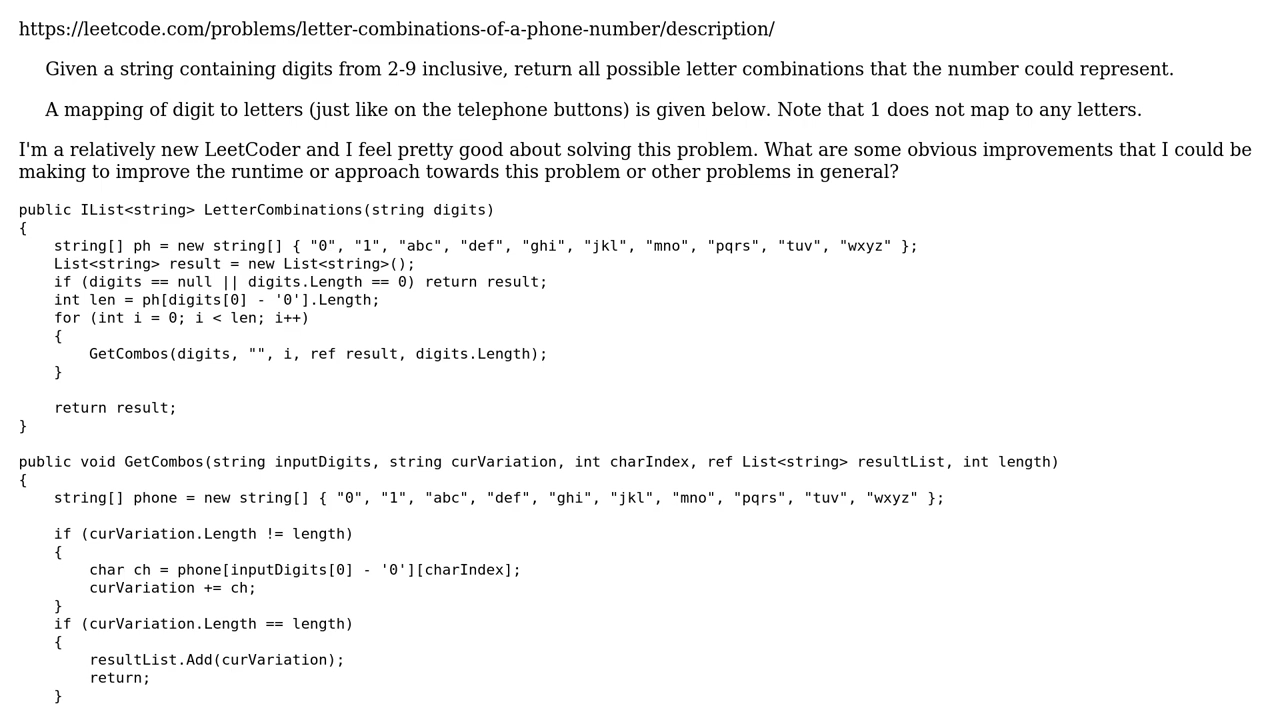 https://leetcode.com/problems/letter-combinations-of-a-phone-number/description/
Given a string containing digits from 2-9 inclusive, return all possible letter combinations that the number could represent.
A mapping of digit to letters (just like on the telephone buttons) is given below. Note that 1 does not map to any letters.
I'm a relatively new LeetCoder and I feel pretty good about solving this problem. What are some obvious improvements that I could be
making to improve the runtime or approach towards this problem or other problems in general?
public IList<string> LetterCombinations(string digits)
{
    string[] ph = new string[] { "0", "1", "abc", "def", "ghi", "jkl", "mno", "pqrs", "tuv", "wxyz" };
    List<string> result = new List<string>();
    if (digits == null || digits.Length == 0) return result;
    int len = ph[digits[0] - '0'].Length;
    for (int i = 0; i < len; i++)
    {
        GetCombos(digits, "", i, ref result, digits.Length);
    }

    return result;
}

public void GetCombos(string inputDigits, string curVariation, int charIndex, ref List<string> resultList, int length)
{
    string[] phone = new string[] { "0", "1", "abc", "def", "ghi", "jkl", "mno", "pqrs", "tuv", "wxyz" };

    if (curVariation.Length != length)
    {
        char ch = phone[inputDigits[0] - '0'][charIndex];
        curVariation += ch;
    }
    if (curVariation.Length == length)
    {
        resultList.Add(curVariation);
        return;
    }